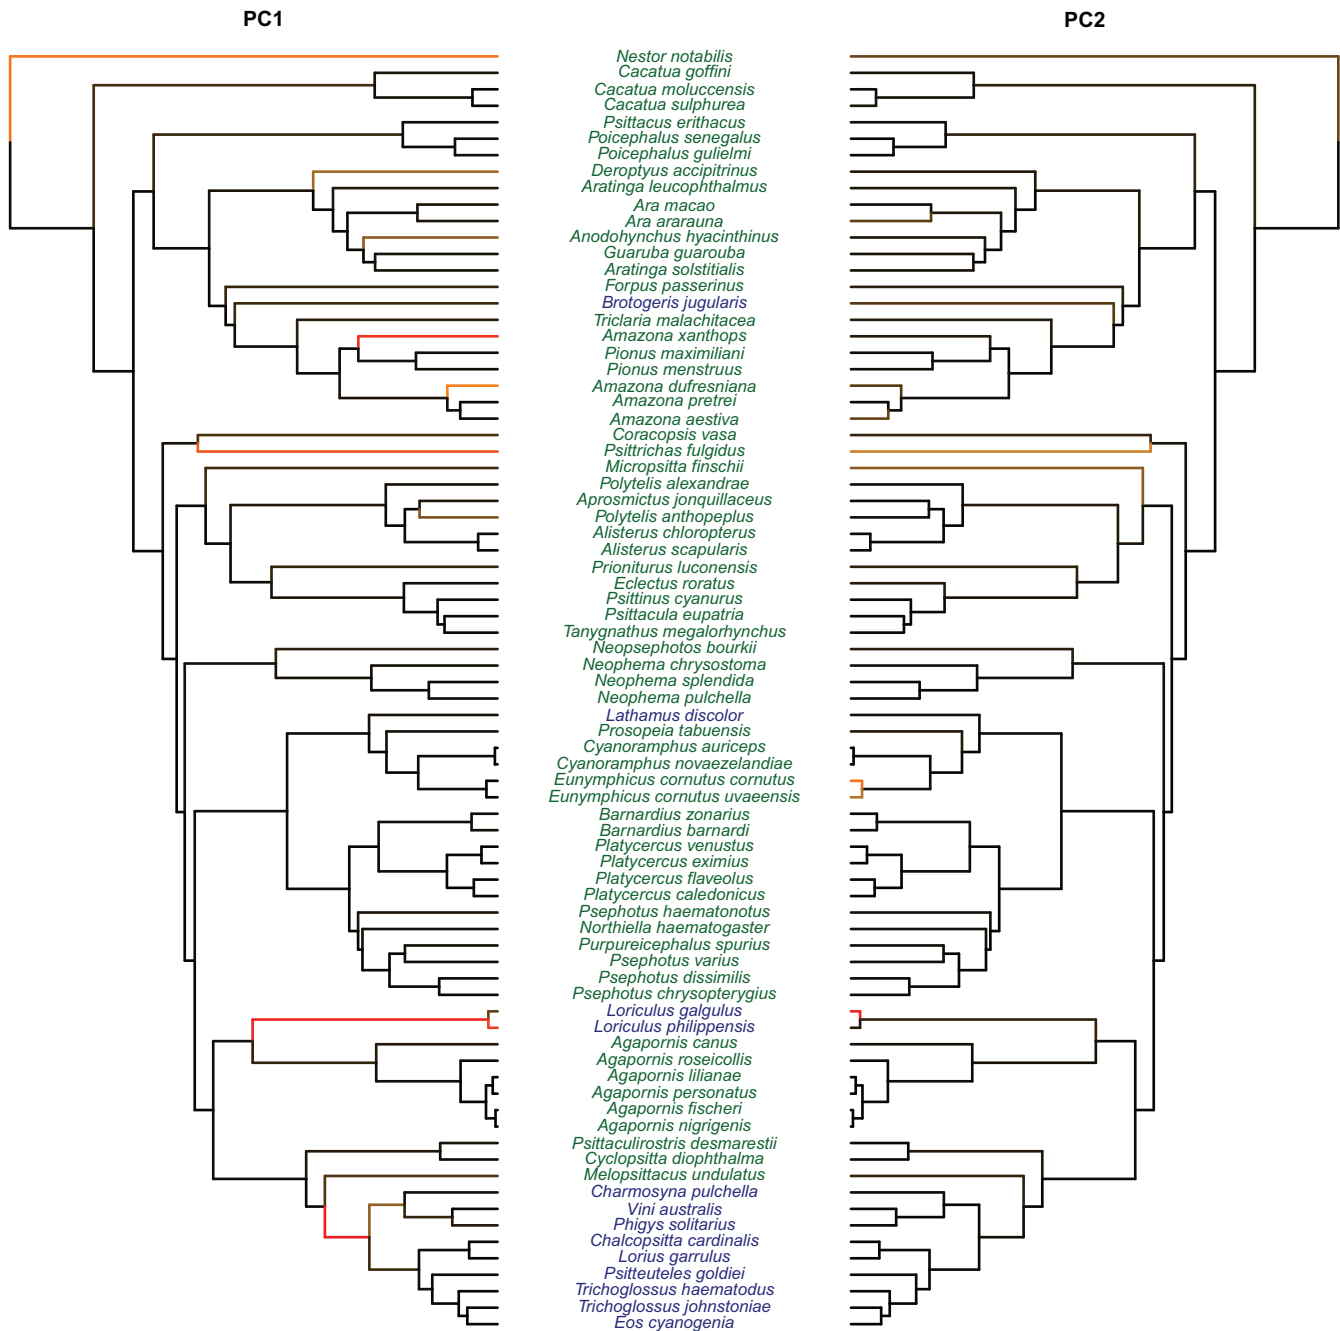 PC1 PC2
Nestor notabilis
Cacatua goffini
Cacatua moluccensis
Cacatua sulphurea
Psittacus erithacus
Poicephalus senegalus
Poicephalus gulielmi
Deroptyus accipitrinus
Aratinga leucophthalmus
Ara macao
Ara ararauna
Anodohynchus hyacinthinus
Guaruba guarouba
Aratinga solstitialis
Forpus passerinus
Brotogeris jugularis
Triclaria malachitacea
Amazona xanthops
Pionus maximiliani
Pionus menstruus
Amazona dufresniana
Amazona pretrei
Amazona aestiva
Coracopsis vasa
Psittrichas fulgidus
Micropsitta finschii
Polytelis alexandrae
Aprosmictus jonquillaceus
Polytelis anthopeplus
Alisterus chloropterus
Alisterus scapularis
Prioniturus luconensis
Eclectus roratus
Psittinus cyanurus
Psittacula eupatria
Tanygnathus megalorhynchus
Neopsephotos bourkii
Neophema chrysostoma
Neophema splendida
Neophema pulchella
Lathamus discolor
Prosopeia tabuensis
Cyanoramphus auriceps
Cyanoramphus novaezelandiae
Eunymphicus cornutus cornutus
Eunymphicus cornutus uvaeensis
Barnardius zonarius
Barnardius barnardi
Platycercus venustus
Platycercus eximius
Platycercus flaveolus
Platycercus caledonicus
Psephotus haematonotus
Northiella haematogaster
Purpureicephalus spurius
Psephotus varius
Psephotus dissimilis
Psephotus chrysopterygius
Loriculus galgulus
Loriculus philippensis
Agapornis canus
Agapornis roseicollis
Agapornis lilianae
Agapornis personatus
Agapornis fischeri
Agapornis nigrigenis
Psittaculirostris desmarestii
Cyclopsitta diophthalma
Melopsittacus undulatus
Charmosyna pulchella
Vini australis
Phigys solitarius
Chalcopsitta cardinalis
Lorius garrulus
Psitteuteles goldiei
Trichoglossus haematodus
Trichoglossus johnstoniae
Eos cyanogenia